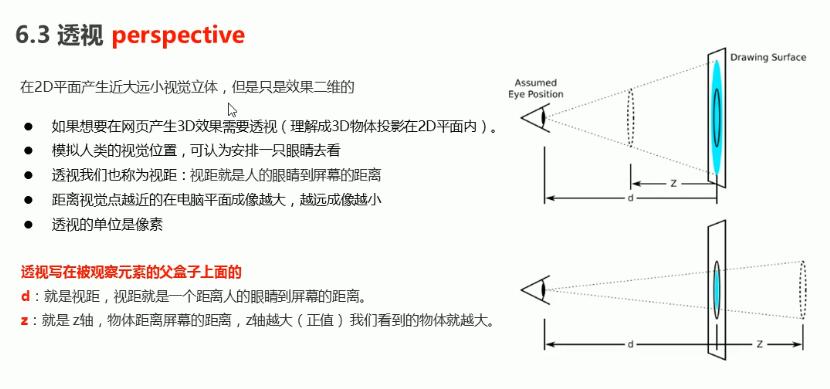 6.3 透视 perspective
在2D平面产生近大远小视觉立体，但是只是效果二维的
● 如果想要在网页产生3D效果需要透视（理解成3D物体投影在2D平面内）。
● 模拟人类的视觉位置，可认为安排一只眼睛去看
● 透视我们也称为视距：视距就是人的眼睛到屏幕的距离
● 距离视觉点越近的在电脑平面成像越大，越远成像越小
● 透视的单位是像素
透视写在被观察元素的父盒子上面的
d：就是视距，视距就是一个距离人的眼睛到屏幕的距离。
z：就是 z轴，物体距离屏幕的距离，z轴越大（正值） 我们看到的物体就越大。
Drawing Surface
Assumed
Eye Position
Z
d
d
Z